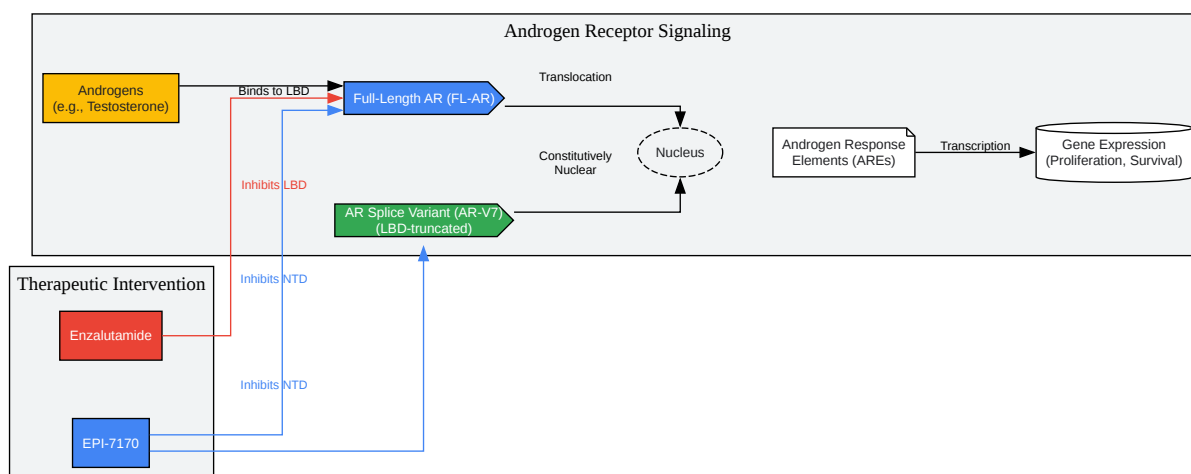 Androgen Receptor Signaling
Androgens
(e.g., Testosterone)
Binds to LBD
Full-Length AR (FL-AR)
Translocation
Constitutively
Nuclear
Nucleus
Androgen Response
Elements (AREs)
Transcription
Gene Expression
(Proliferation, Survival)
Inhibits LBD
AR Splice Variant (AR-V7)
(LBD-truncated)
Therapeutic Intervention
Inhibits NTD
Enzalutamide
Inhibits NTD
EPI-7170